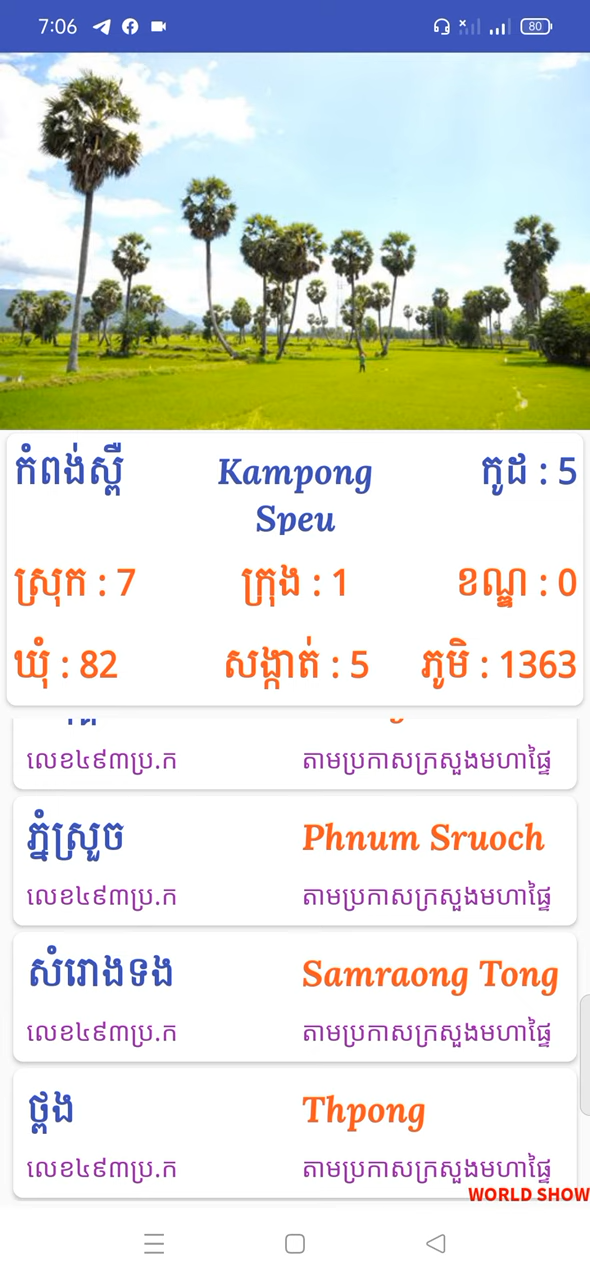 7:06
80
កំពង់ស្ពឺ
Kampong
Speu
កូដ : 5
ស្រុក : 7
ក្រុង : 1
ខណ្ឌ : 0
ឃុំ : 82
សង្កាត់ : 5
ភូមិ : 1363
លេខ៤៩៣ប្រ.ក
តាមប្រកាសក្រសួងមហាផ្ទៃ
ភ្នំស្រួច
Phnum Sruoch
លេខ៤៩៣ប្រ.ក
តាមប្រកាសក្រសួងមហាផ្ទៃ
សំរោងទង
Samraong Tong
លេខ៤៩៣ប្រ.ក
តាមប្រកាសក្រសួងមហាផ្ទៃ
ថ្ពង
Thpong
លេខ៤៩៣ប្រ.ក
តាមប្រកាសក្រសួងមហាផ្ទៃ
WORLD SHOW